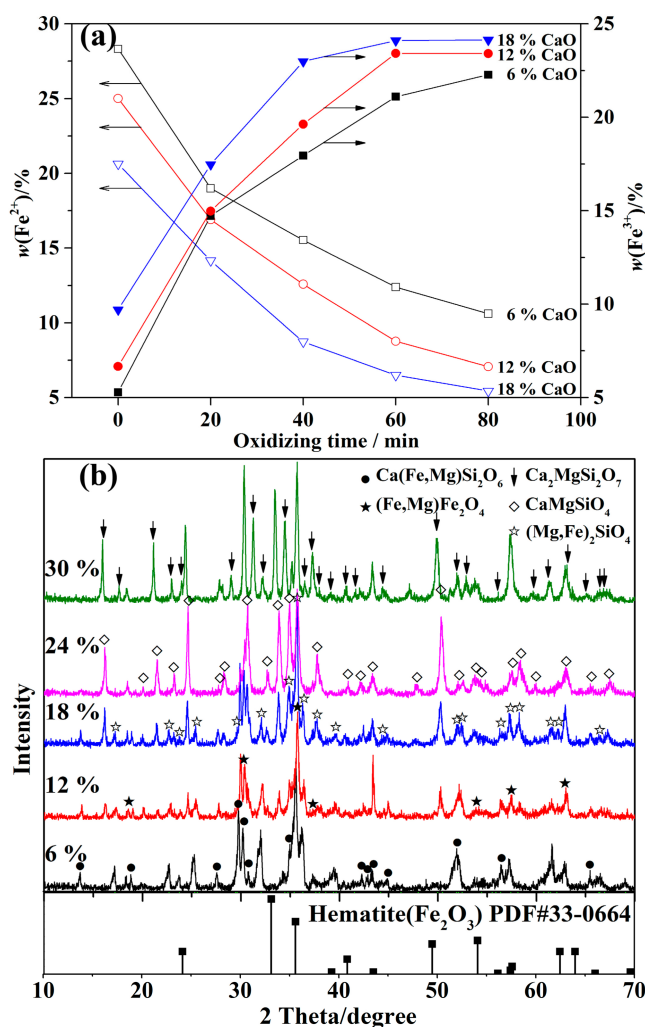 (a)
30
25
20
15
10
5
w(Fe²⁺)/%
25
20
15
10
5
w(Fe³⁺)/%
18 % CaO
12 % CaO
6 % CaO
6 % CaO
12 % CaO
18 % CaO
0 20 40 60 80 100
Oxidizing time / min
(b)
Ca(Fe,Mg)Si₂O₆
Ca₂MgSi₂O₇
(Fe,Mg)Fe₂O₄
CaMgSiO₄
(Mg,Fe)₂SiO₄
30 %
24 %
18 %
12 %
6 %
Intensity
Hematite(Fe₂O₃) PDF#33-0664
10 20 30 40 50 60 70
2 Theta/degree